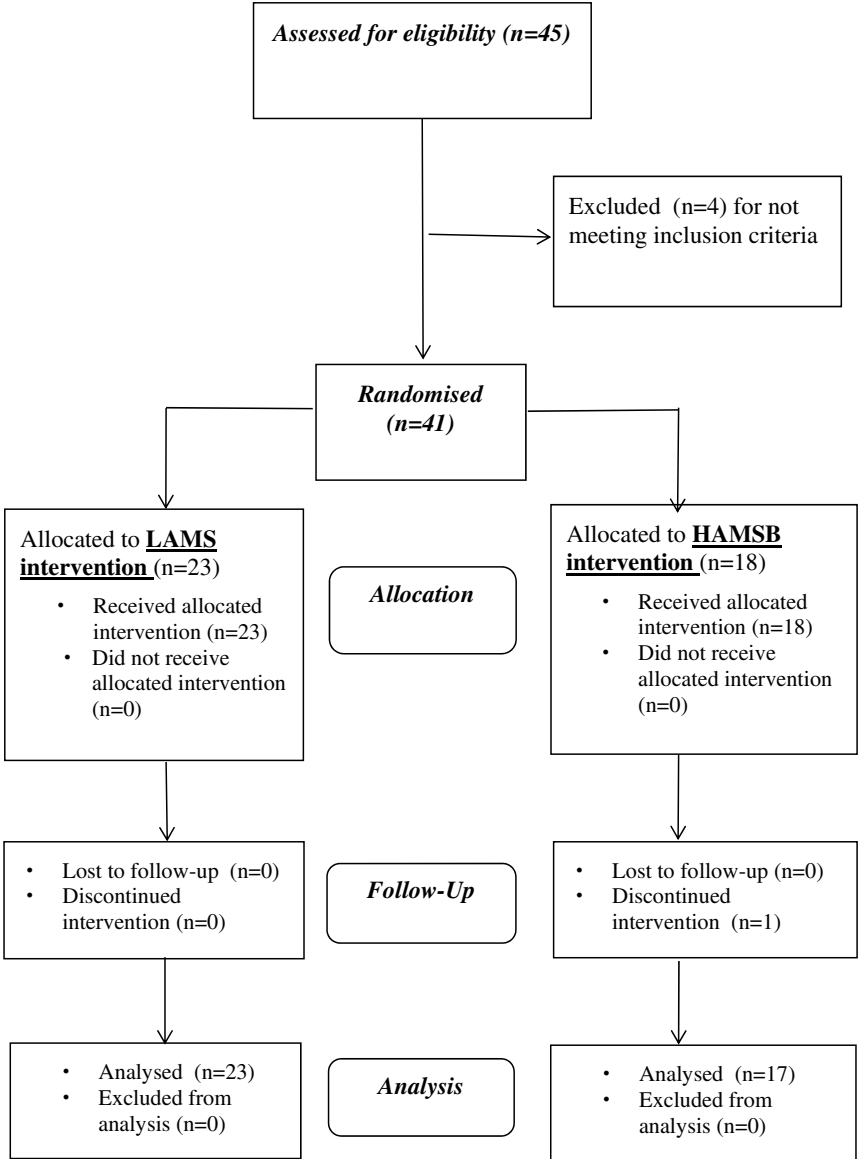 Assessed for eligibility (n=45)
Excluded (n=4) for not
meeting inclusion criteria
Randomised
(n=41)
Allocated to LAMS
intervention (n=23)
• Received allocated
intervention (n=23)
• Did not receive
allocated intervention
(n=0)
Allocation
Allocated to HAMSB
intervention (n=18)
• Received allocated
intervention (n=18)
• Did not receive
allocated intervention
(n=0)
• Lost to follow-up (n=0)
• Discontinued
intervention (n=0)
Follow-Up
• Lost to follow-up (n=0)
• Discontinued
intervention (n=1)
• Analysed (n=23)
• Excluded from
analysis (n=0)
Analysis
• Analysed (n=17)
• Excluded from
analysis (n=0)